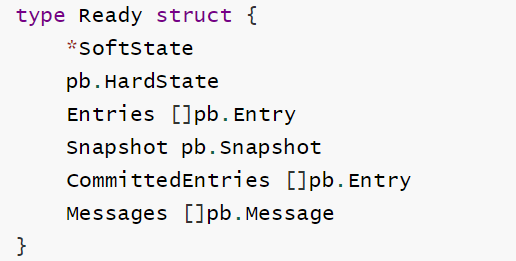 type Ready struct {
    *SoftState
    pb.HardState
    Entries []pb.Entry
    Snapshot pb.Snapshot
    CommittedEntries []pb.Entry
    Messages []pb.Message
}